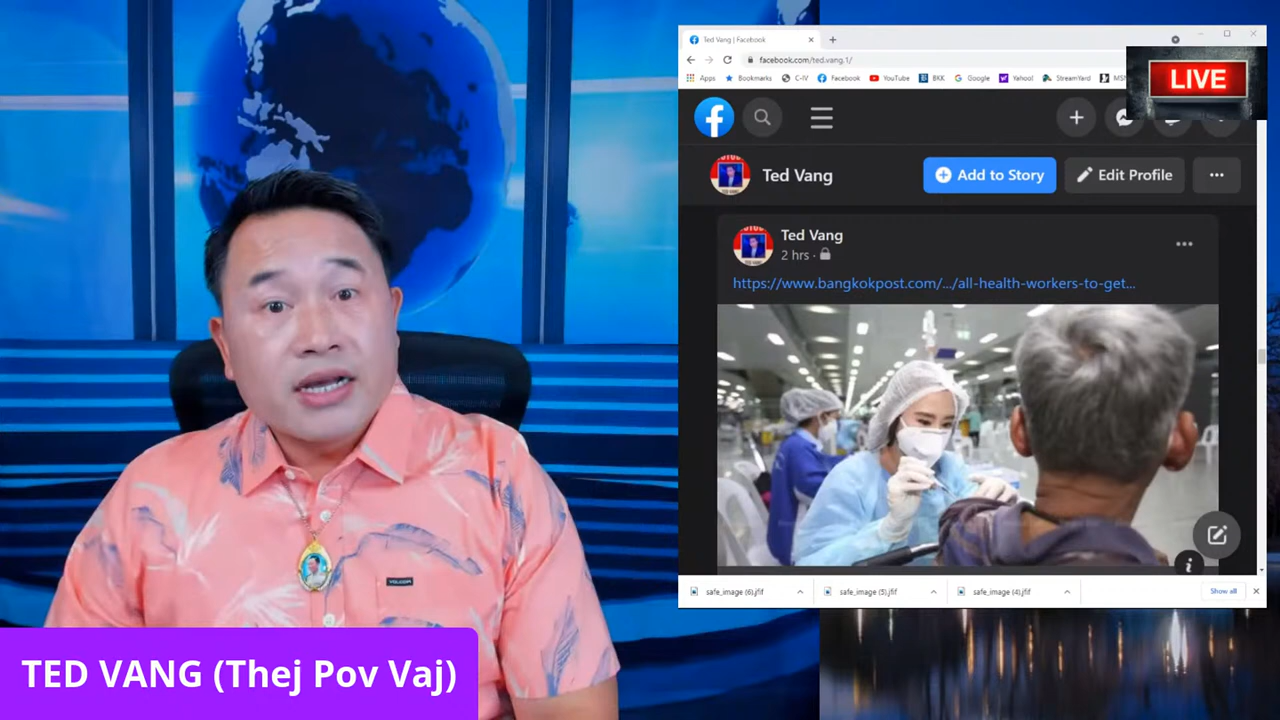 Ted Vang | Facebook
facebook.com/ted.vang.1/
Apps Bookmarks C-IV Facebook YouTube BKK Google Yahoo! StreamYard MSN
LIVE
Ted Vang
Add to Story
Edit Profile
Ted Vang
2 hrs ·
https://www.bangkokpost.com/.../all-health-workers-to-get...
VOLCOM
safe_image (6).jfif
safe_image (5).jfif
safe_image (4).jfif
Show all
TED VANG (Thej Pov Vaj)